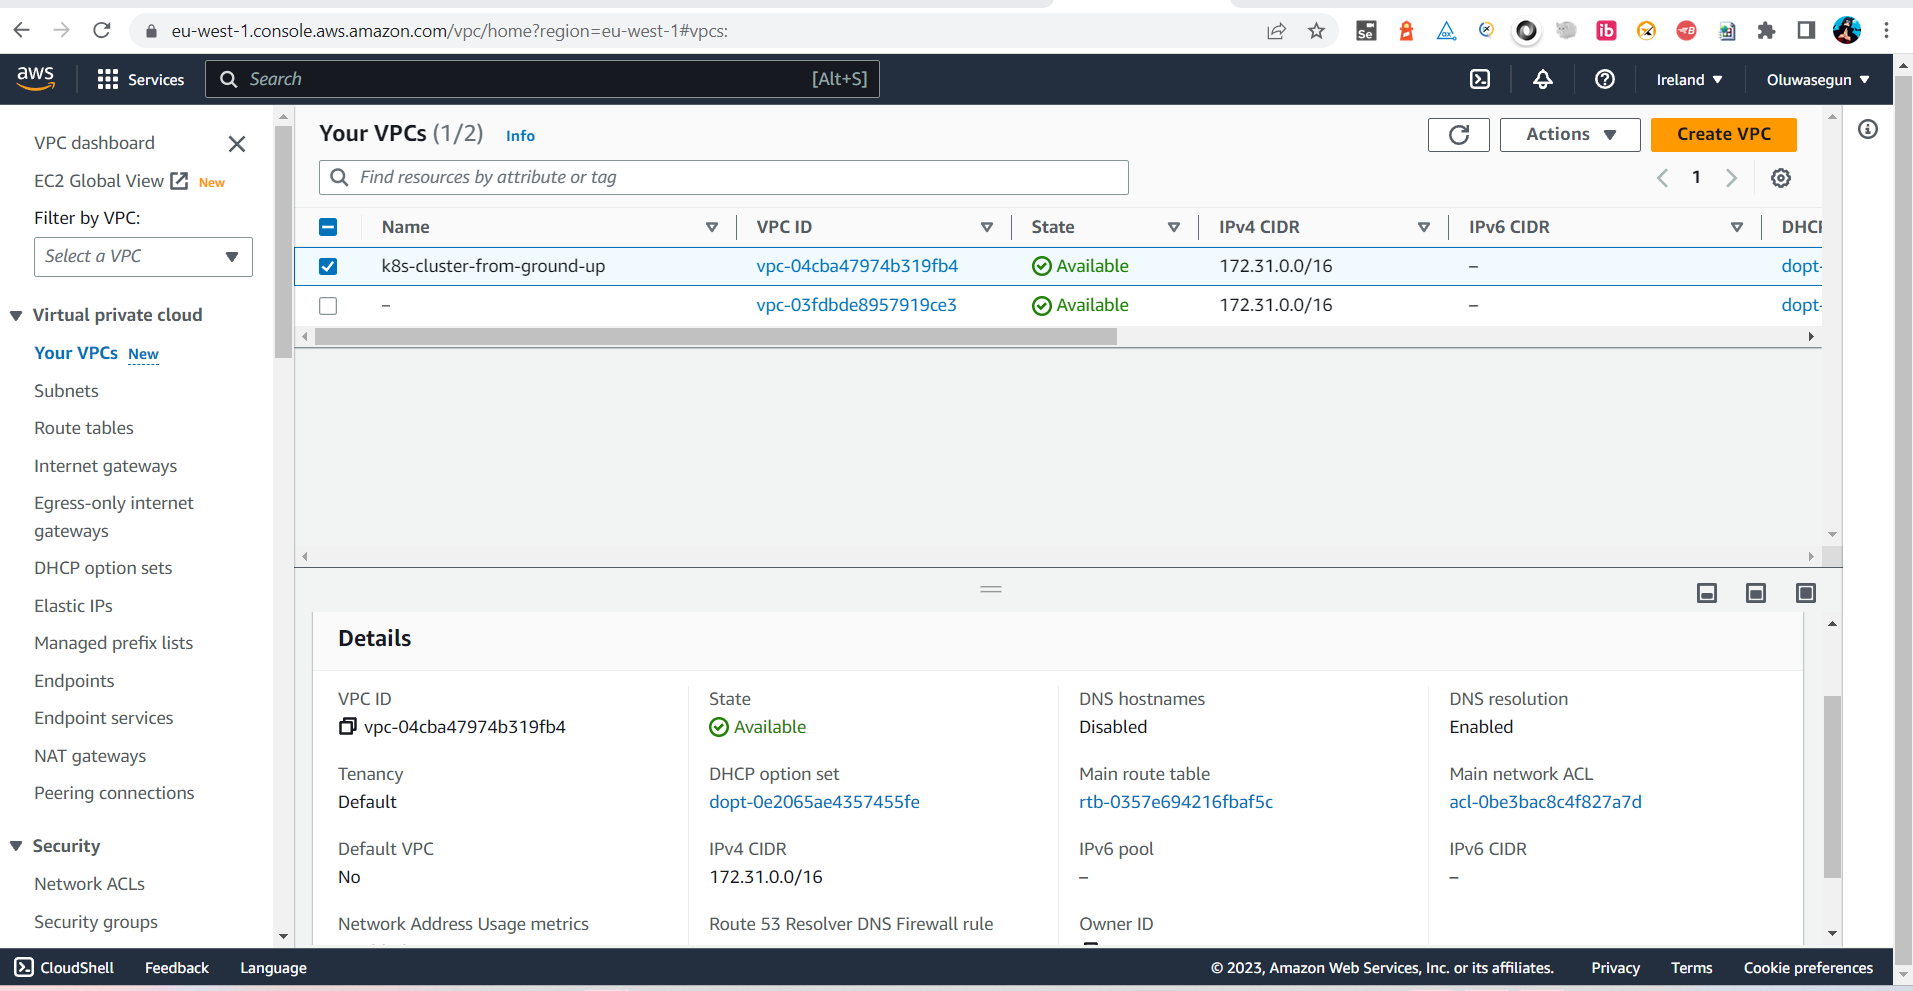 eu-west-1.console.aws.amazon.com/vpc/home?region=eu-west-1#vpcs:
aws Services Search [Alt+S] Ireland Oluwasegun
VPC dashboard
EC2 Global View New
Filter by VPC:
Select a VPC
Virtual private cloud
Your VPCs New
Subnets
Route tables
Internet gateways
Egress-only internet
gateways
DHCP option sets
Elastic IPs
Managed prefix lists
Endpoints
Endpoint services
NAT gateways
Peering connections
Security
Network ACLs
Security groups
Your VPCs (1/2) Info
Actions Create VPC
Find resources by attribute or tag
1
Name VPC ID State IPv4 CIDR IPv6 CIDR DHCP
k8s-cluster-from-ground-up vpc-04cba47974b319fb4 Available 172.31.0.0/16 – dopt-
– vpc-03fdbde8957919ce3 Available 172.31.0.0/16 – dopt-
Details
VPC ID
vpc-04cba47974b319fb4
State
Available
DNS hostnames
Disabled
DNS resolution
Enabled
Tenancy
Default
DHCP option set
dopt-0e2065ae4357455fe
Main route table
rtb-0357e694216fbaf5c
Main network ACL
acl-0be3bac8c4f827a7d
Default VPC
No
IPv4 CIDR
172.31.0.0/16
IPv6 pool
–
IPv6 CIDR
–
Network Address Usage metrics
Route 53 Resolver DNS Firewall rule
Owner ID
CloudShell Feedback Language © 2023, Amazon Web Services, Inc. or its affiliates. Privacy Terms Cookie preferences